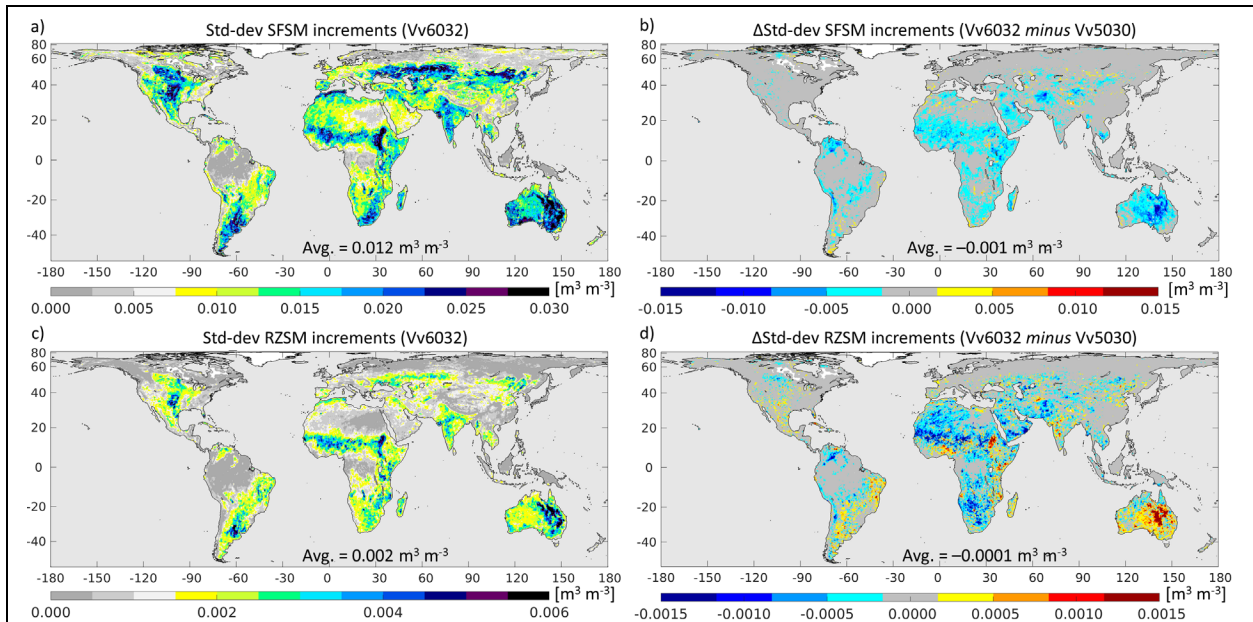 a) Std-dev SFSM increments (Vv6032)
80
60
40
20
0
-20
-40
Avg. = 0.012 m³ m⁻³
-180 -150 -120 -90 -60 -30 0 30 60 90 120 150 180
[m³ m⁻³]
0.000 0.005 0.010 0.015 0.020 0.025 0.030
b) ΔStd-dev SFSM increments (Vv6032 minus Vv5030)
80
60
40
20
0
-20
-40
Avg. = −0.001 m³ m⁻³
-180 -150 -120 -90 -60 -30 0 30 60 90 120 150 180
[m³ m⁻³]
-0.015 -0.010 -0.005 0.000 0.005 0.010 0.015
c) Std-dev RZSM increments (Vv6032)
80
60
40
20
0
-20
-40
Avg. = 0.002 m³ m⁻³
-180 -150 -120 -90 -60 -30 0 30 60 90 120 150 180
[m³ m⁻³]
0.000 0.002 0.004 0.006
d) ΔStd-dev RZSM increments (Vv6032 minus Vv5030)
80
60
40
20
0
-20
-40
Avg. = −0.0001 m³ m⁻³
-180 -150 -120 -90 -60 -30 0 30 60 90 120 150 180
[m³ m⁻³]
-0.0015 -0.0010 -0.0005 0.0000 0.0005 0.0010 0.0015